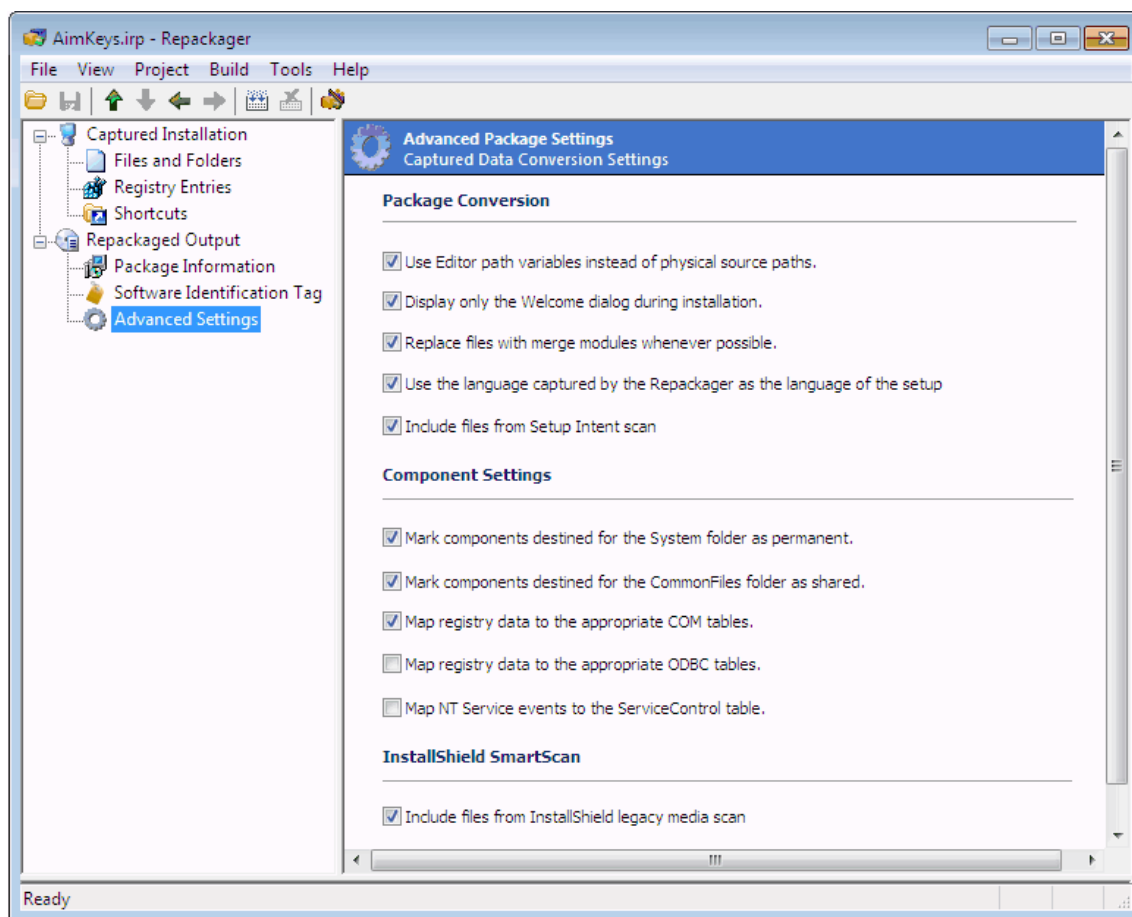 AimKeys.irp - Repackager
File View Project Build Tools Help
Captured Installation
Files and Folders
Registry Entries
Shortcuts
Repackaged Output
Package Information
Software Identification Tag
Advanced Settings
Advanced Package Settings
Captured Data Conversion Settings
Package Conversion
Use Editor path variables instead of physical source paths.
Display only the Welcome dialog during installation.
Replace files with merge modules whenever possible.
Use the language captured by the Repackager as the language of the setup
Include files from Setup Intent scan
Component Settings
Mark components destined for the System folder as permanent.
Mark components destined for the CommonFiles folder as shared.
Map registry data to the appropriate COM tables.
Map registry data to the appropriate ODBC tables.
Map NT Service events to the ServiceControl table.
InstallShield SmartScan
Include files from InstallShield legacy media scan
Ready